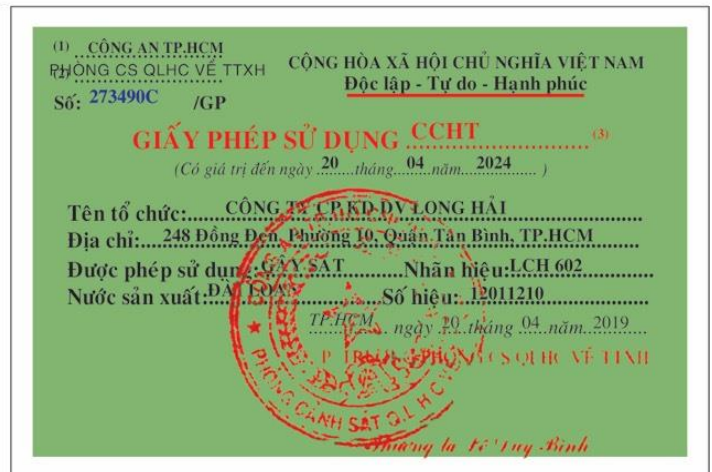 (1) CÔNG AN TP.HCM
PHÒNG CS QLHC VỀ TTXH
(2)
CỘNG HÒA XÃ HỘI CHỦ NGHĨA VIỆT NAM
Độc lập - Tự do - Hạnh phúc
Số: 273490C /GP
GIẤY PHÉP SỬ DỤNG CCHT (3)
(Có giá trị đến ngày 20 tháng 04 năm 2024 )
Tên tổ chức: CÔNG TY CP.KD-DV LONG HẢI
Địa chỉ: 248 Đồng Đen, Phường 10, Quận Tân Bình, TP.HCM
Được phép sử dụng: GẬY SẮT Nhãn hiệu: LCH 602
Nước sản xuất: ĐÀI LOAN Số hiệu: 12011210
TP.HCM ngày 20 tháng 04 năm 2019
PHÒNG CS QLHC VỀ TTXH
PHÒNG CẢNH SÁT Q.L.H.C